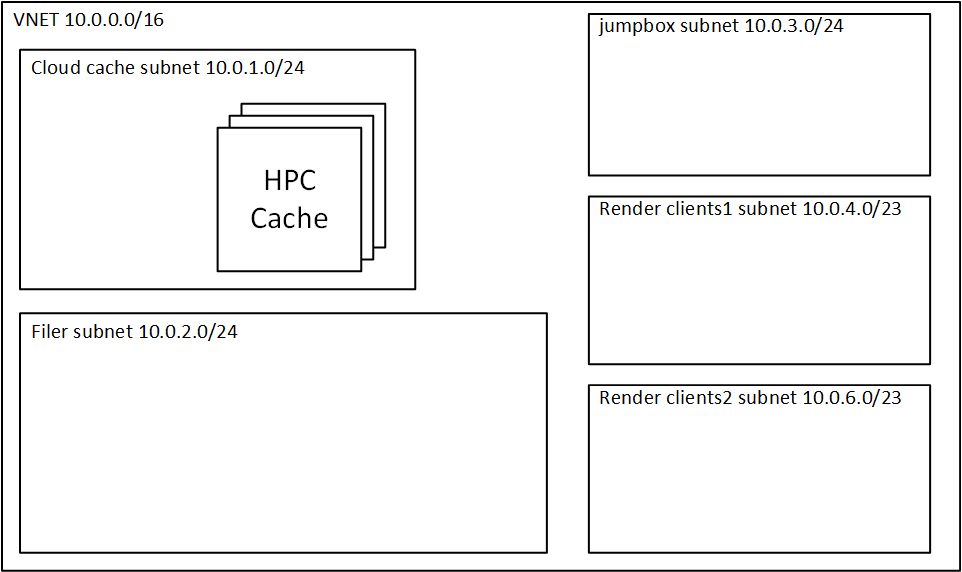 VNET 10.0.0.0/16
Cloud cache subnet 10.0.1.0/24
HPC
Cache
Filer subnet 10.0.2.0/24
jumpbox subnet 10.0.3.0/24
Render clients1 subnet 10.0.4.0/23
Render clients2 subnet 10.0.6.0/23